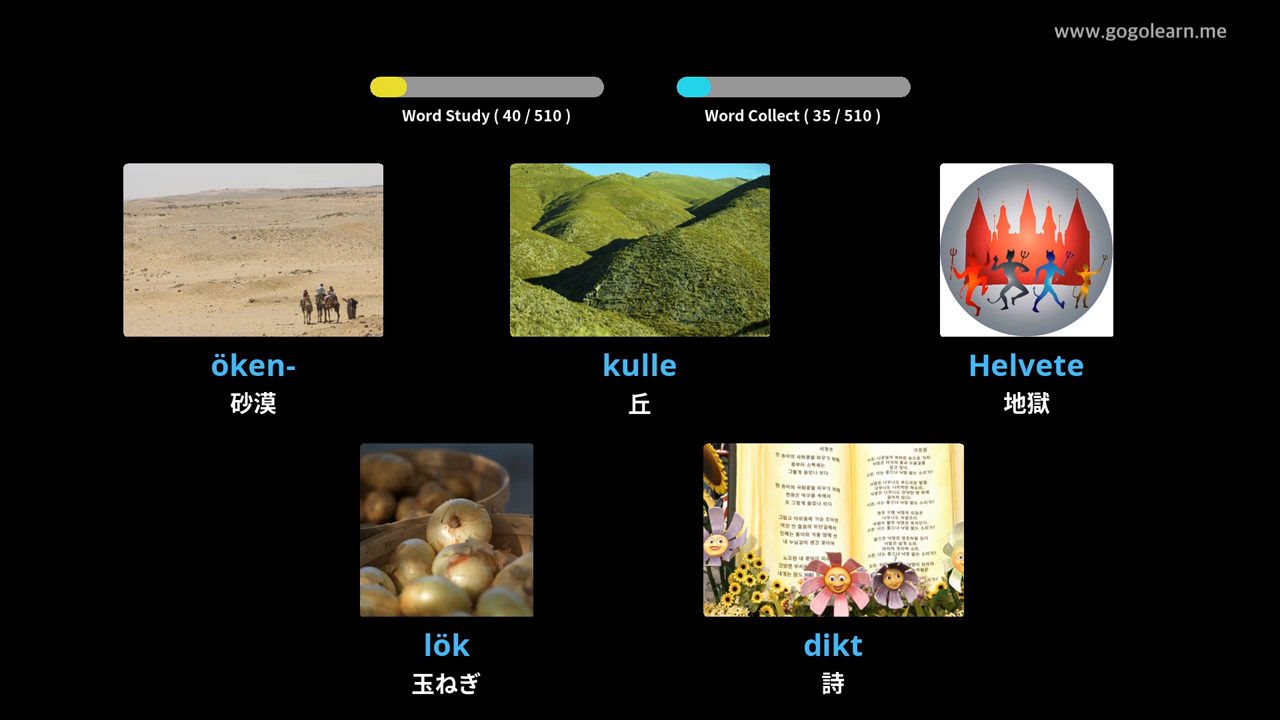 www.gogolearn.me
Word Study ( 40 / 510 )
Word Collect ( 35 / 510 )
öken-
砂漠
kulle
丘
Helvete
地獄
lök
玉ねぎ
dikt
詩